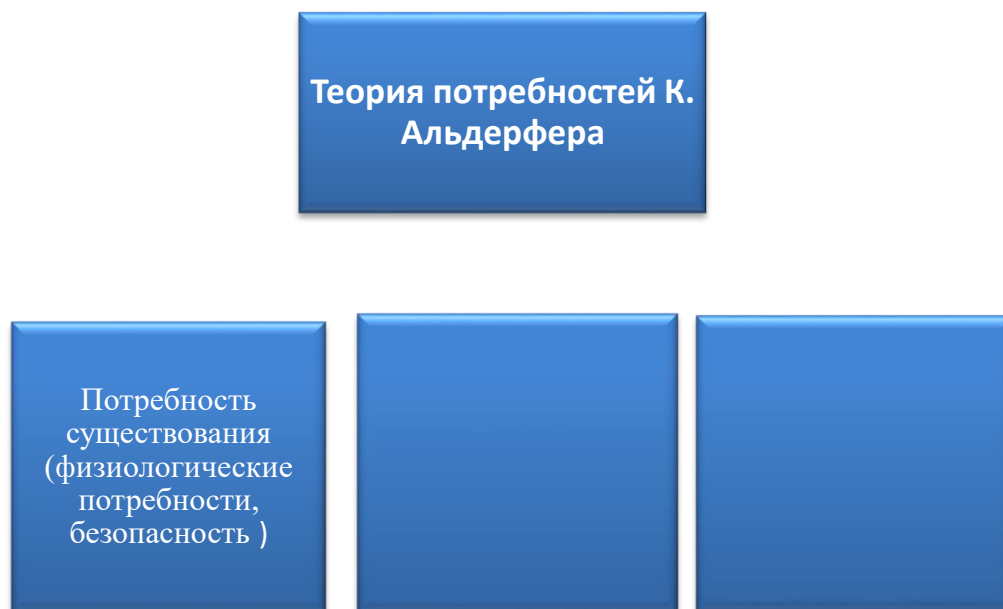 Теория потребностей К.
Альдерфера
Потребность
существования
(физиологические
потребности,
безопасность )